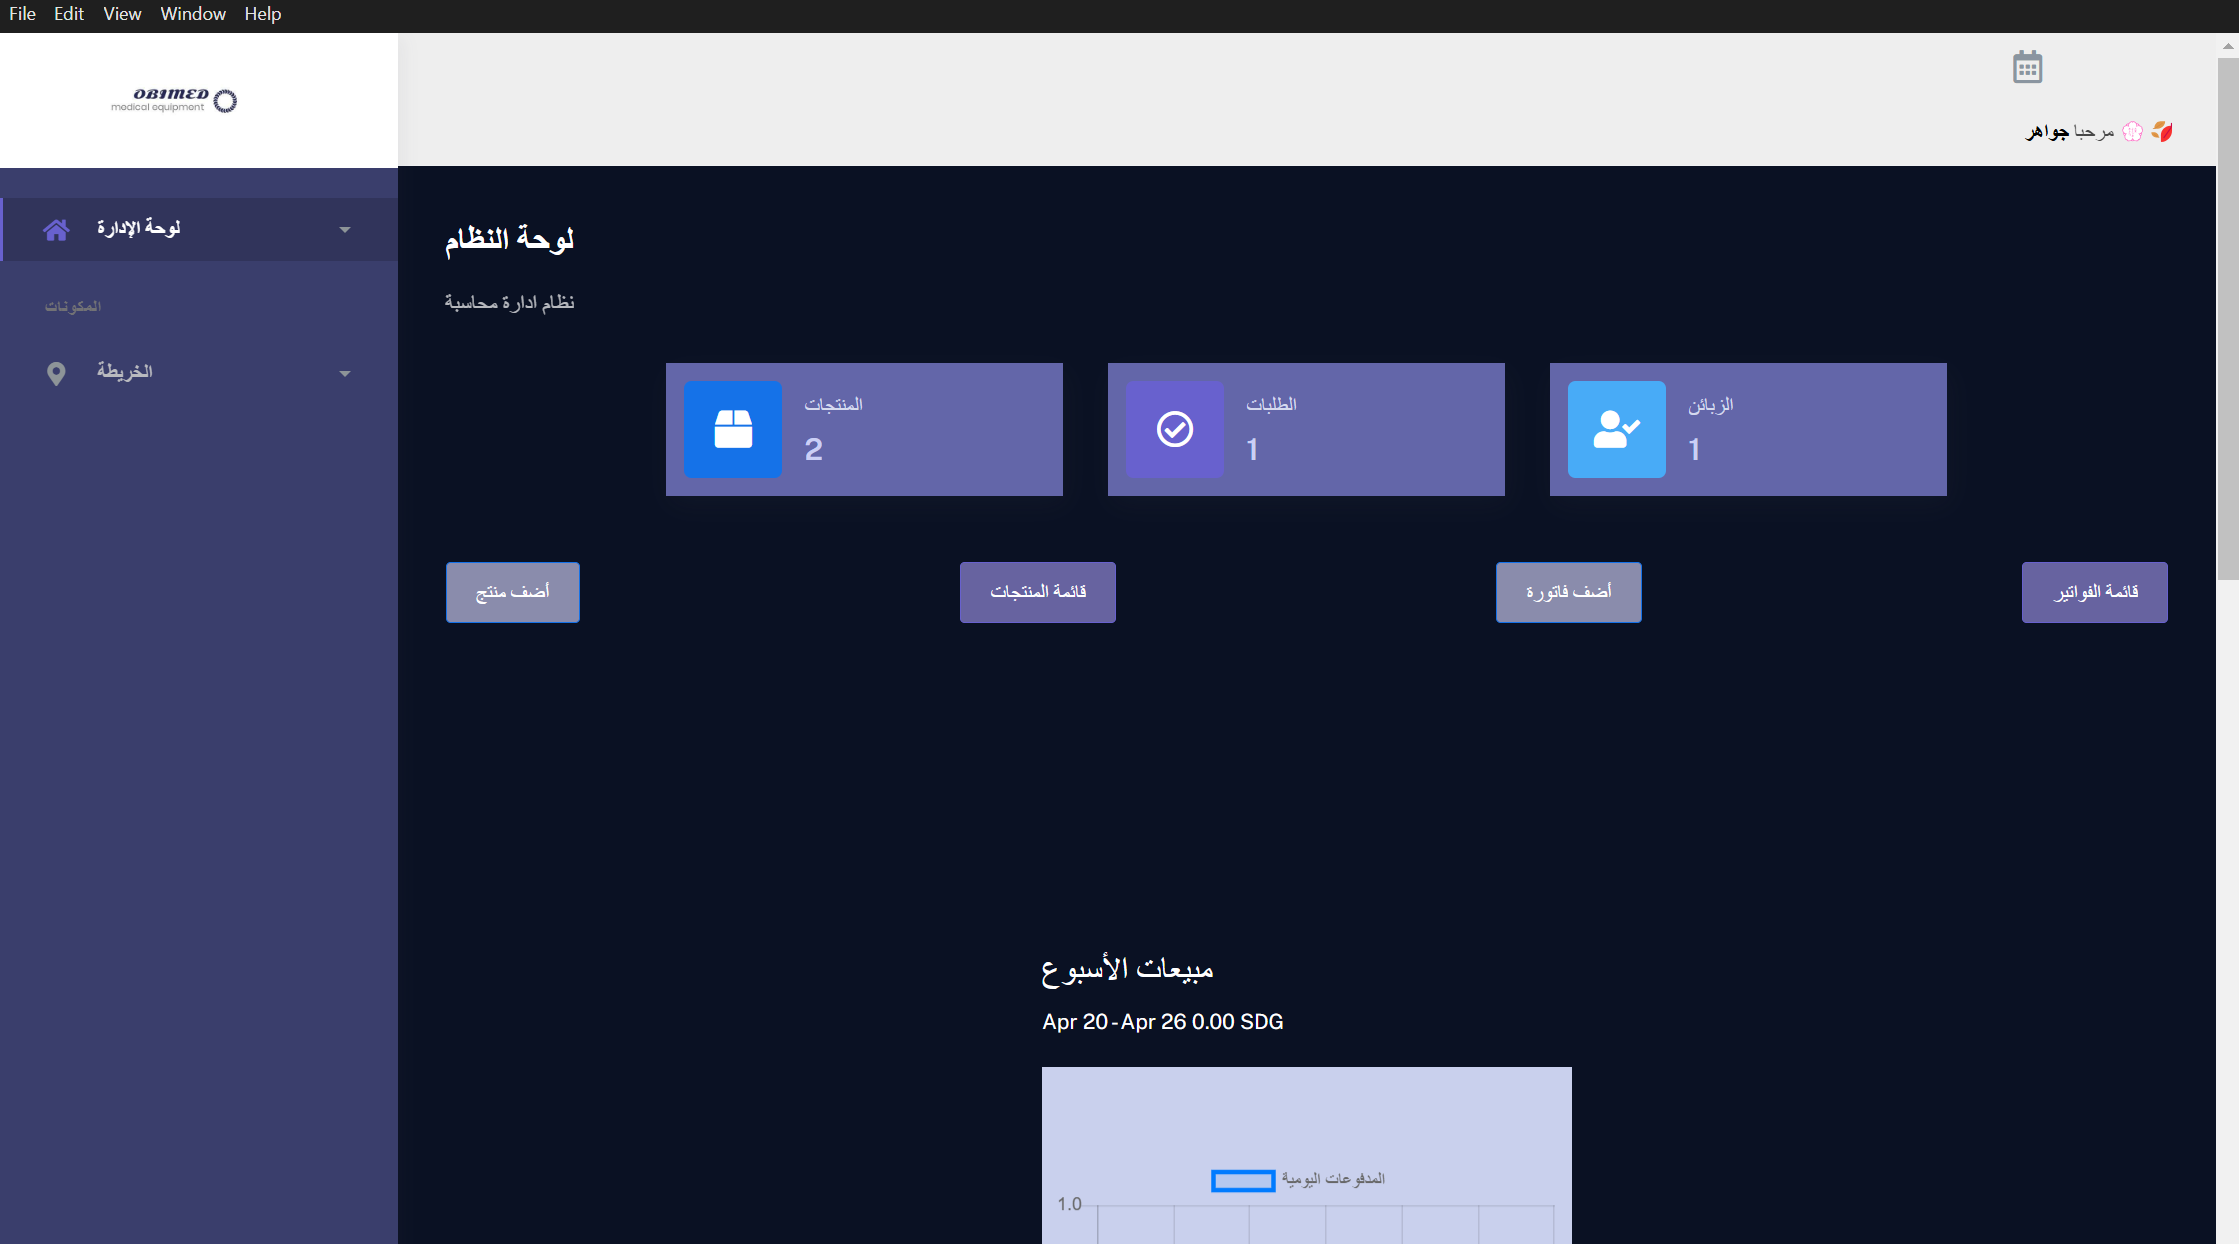 File Edit View Window Help
OBIMED
medical equipment
مرحبا جواهر
لوحة الإدارة
المكونات
الخريطة
لوحة النظام
نظام ادارة محاسبة
المنتجات
2
الطلبات
1
الزبائن
1
أضف منتج
قائمة المنتجات
أضف فاتورة
قائمة الفواتير
مبيعات الأسبوع
Apr 20 - Apr 26 0.00 SDG
المدفوعات اليومية
1.0